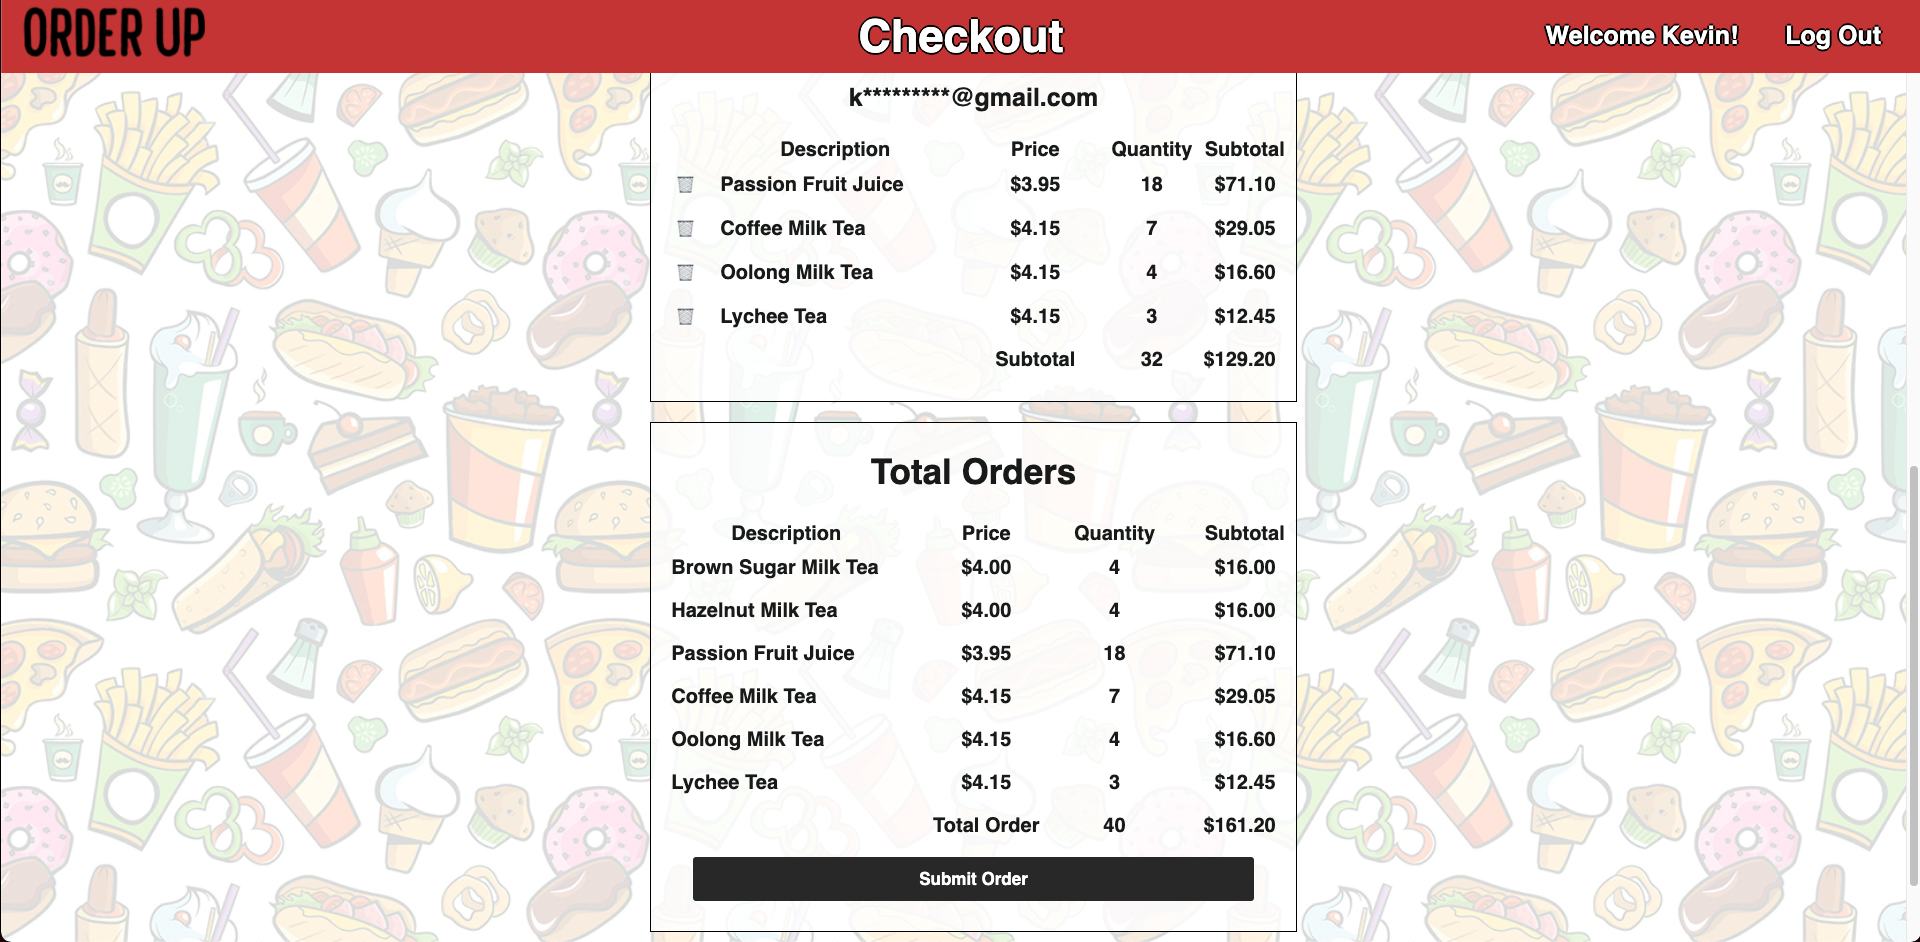 ORDER UP
Checkout
Welcome Kevin! Log Out
k*********@gmail.com
Description Price Quantity Subtotal
Passion Fruit Juice $3.95 18 $71.10
Coffee Milk Tea $4.15 7 $29.05
Oolong Milk Tea $4.15 4 $16.60
Lychee Tea $4.15 3 $12.45
Subtotal 32 $129.20
Total Orders
Description Price Quantity Subtotal
Brown Sugar Milk Tea $4.00 4 $16.00
Hazelnut Milk Tea $4.00 4 $16.00
Passion Fruit Juice $3.95 18 $71.10
Coffee Milk Tea $4.15 7 $29.05
Oolong Milk Tea $4.15 4 $16.60
Lychee Tea $4.15 3 $12.45
Total Order 40 $161.20
Submit Order